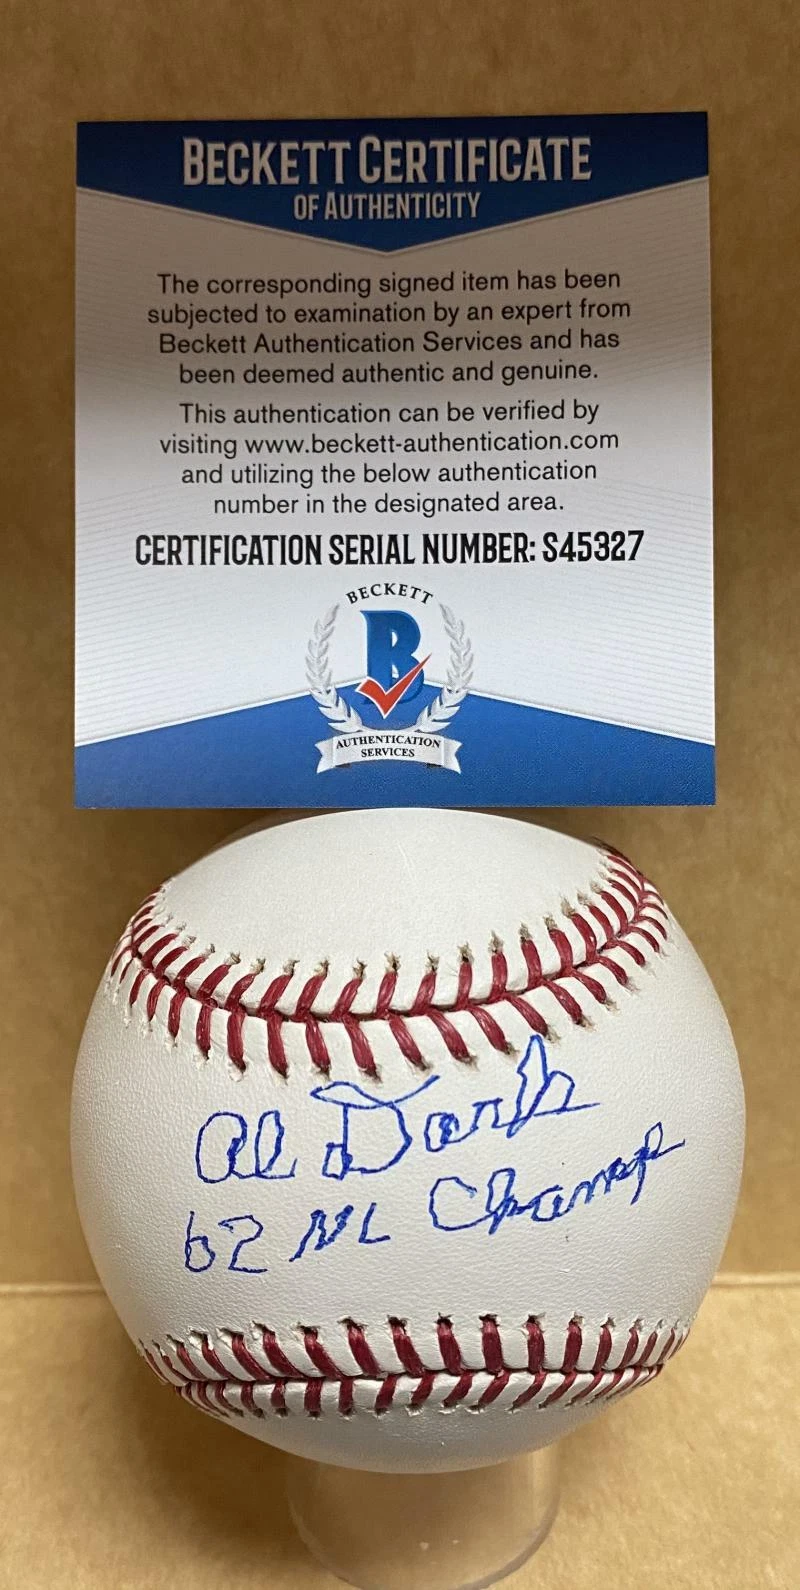 BECKETT CERTIFICATE
OF AUTHENTICITY
The corresponding signed item has been
subjected to examination by an expert from
Beckett Authentication Services and has
been deemed authentic and genuine.
This authentication can be verified by
visiting www.beckett-authentication.com
and utilizing the below authentication
number in the designated area.
CERTIFICATION SERIAL NUMBER: S45327
BECKETT
B
AUTHENTICATION
SERVICES
Al Dark
62 NL Champ